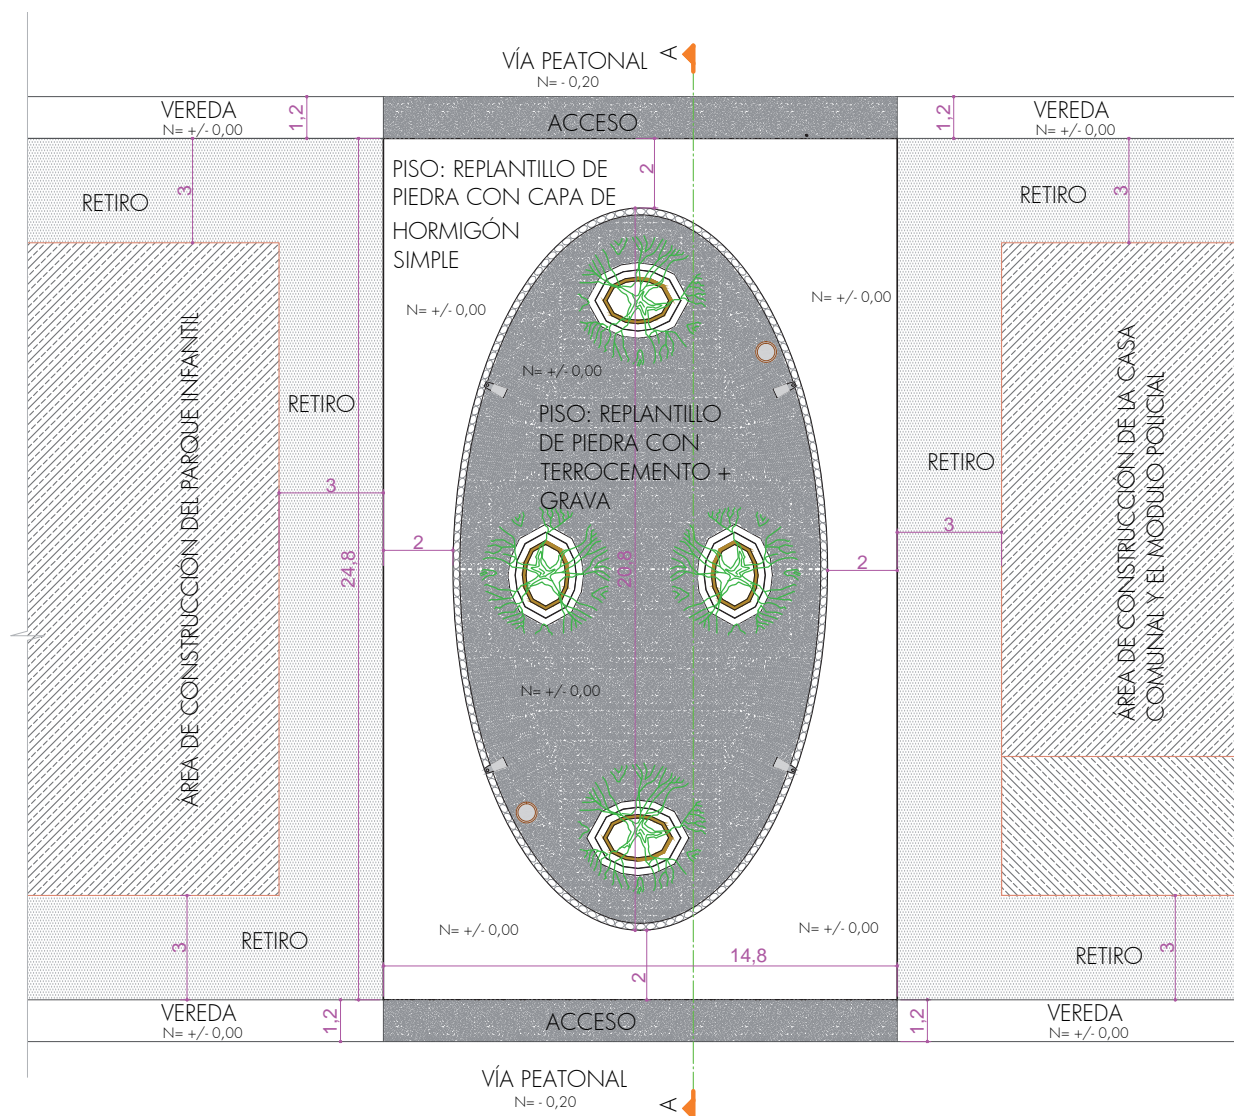 VÍA PEATONAL
N= - 0,20
A
VEREDA
N= +/- 0,00
1,2
ACCESO
1,2
VEREDA
N= +/- 0,00
RETIRO
3
PISO: REPLANTILLO DE
PIEDRA CON CAPA DE
HORMIGÓN
SIMPLE
2
RETIRO
3
N= +/- 0,00
N= +/- 0,00
N= +/- 0,00
ÁREA DE CONSTRUCCIÓN DEL PARQUE INFANTIL
RETIRO
PISO: REPLANTILLO
DE PIEDRA CON
TERROCEMENTO +
GRAVA
RETIRO
ÁREA DE CONSTRUCCIÓN DE LA CASA
COMUNAL Y EL MODULO POLICIAL
3
24,8
2
20,8
2
3
N= +/- 0,00
N= +/- 0,00
N= +/- 0,00
RETIRO
3
14,8
2
RETIRO
3
VEREDA
N= +/- 0,00
1,2
ACCESO
1,2
VEREDA
N= +/- 0,00
VÍA PEATONAL
N= - 0,20
A